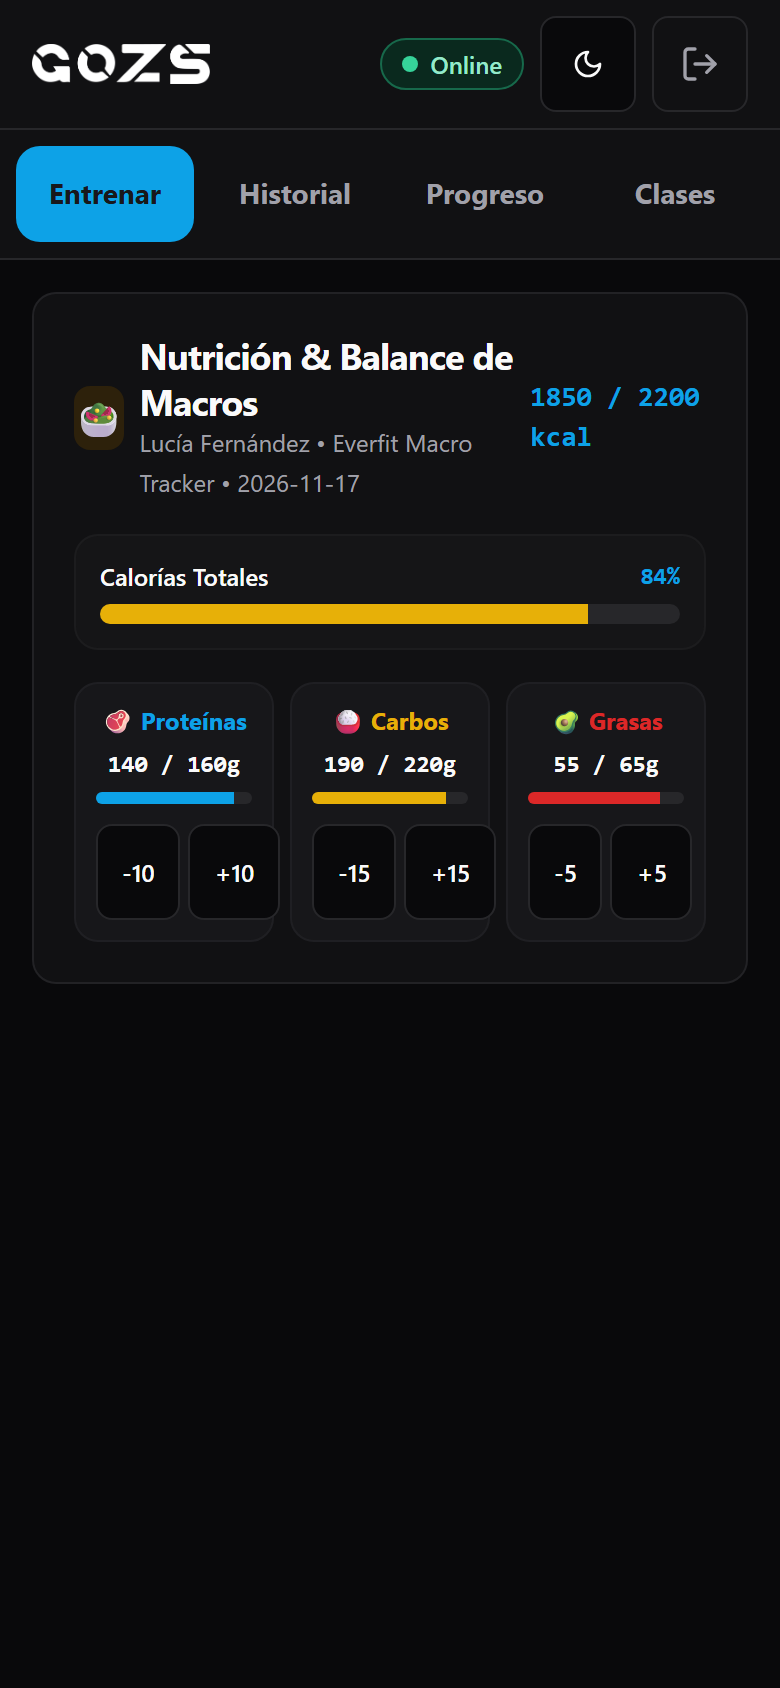 GOZS
Online
Entrenar
Historial
Progreso
Clases
Nutrición & Balance de
Macros
Lucía Fernández • Everfit Macro
Tracker • 2026-11-17
1850 / 2200
kcal
Calorías Totales
84%
Proteínas
140 / 160g
-10
+10
Carbos
190 / 220g
-15
+15
Grasas
55 / 65g
-5
+5